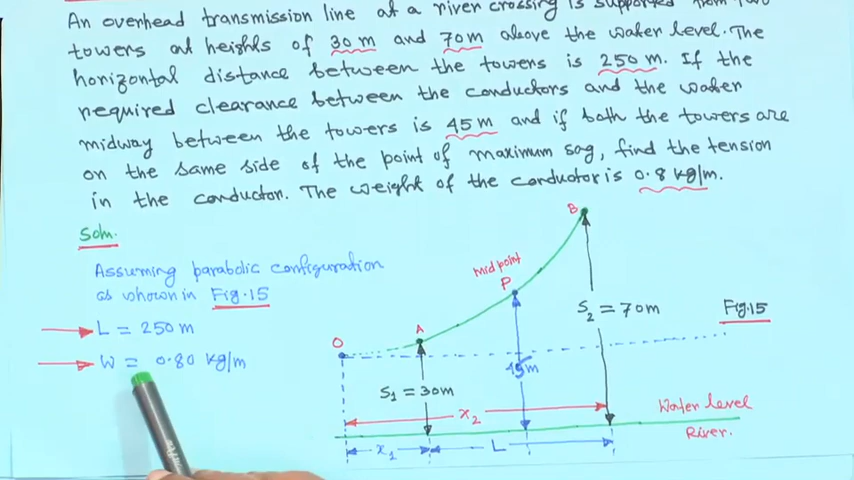 An overhead transmission line at a river crossing is supported from two
towers at heights of 30 m and 70m above the water level. The
horizontal distance between the towers is 250 m. If the
required clearance between the conductors and the water
midway between the towers is 45 m and if both the towers are
on the same side of the point of maximum sag, find the tension
in the conductor. The weight of the conductor is 0.8 kg/m.
Soln.
Assuming parabolic configuration
as shown in Fig.15
L = 250 m
W = 0.80 kg/m
B
midpoint
P
A
O
S2 = 70m
Fig.15
45m
S1 = 30m
x2
Water level
River.
x1
L